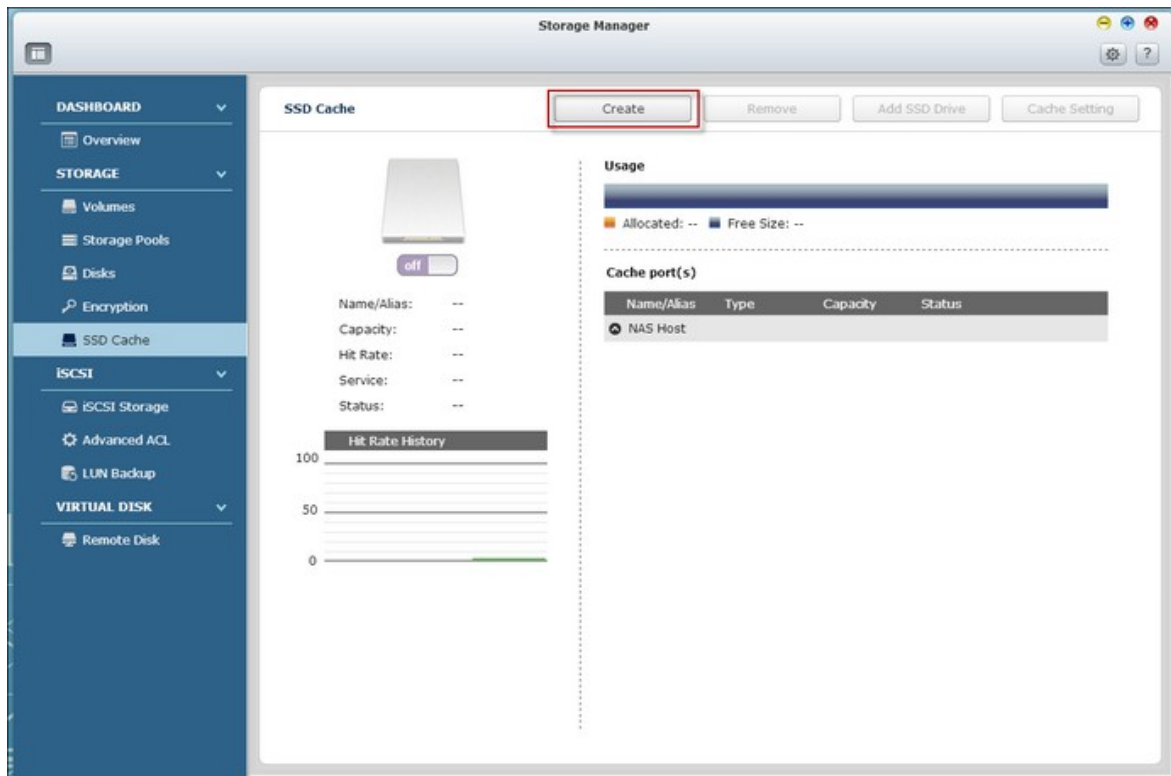 Storage Manager
?
DASHBOARD
Overview
STORAGE
Volumes
Storage Pools
Disks
Encryption
SSD Cache
iSCSI
iSCSI Storage
Advanced ACL
LUN Backup
VIRTUAL DISK
Remote Disk
SSD Cache Create Remove Add SSD Drive Cache Setting
off
Name/Alias: --
Capacity: --
Hit Rate: --
Service: --
Status: --
Hit Rate History
100
50
0
Usage
Allocated: -- Free Size: --
Cache port(s)
Name/Alias Type Capacity Status
NAS Host